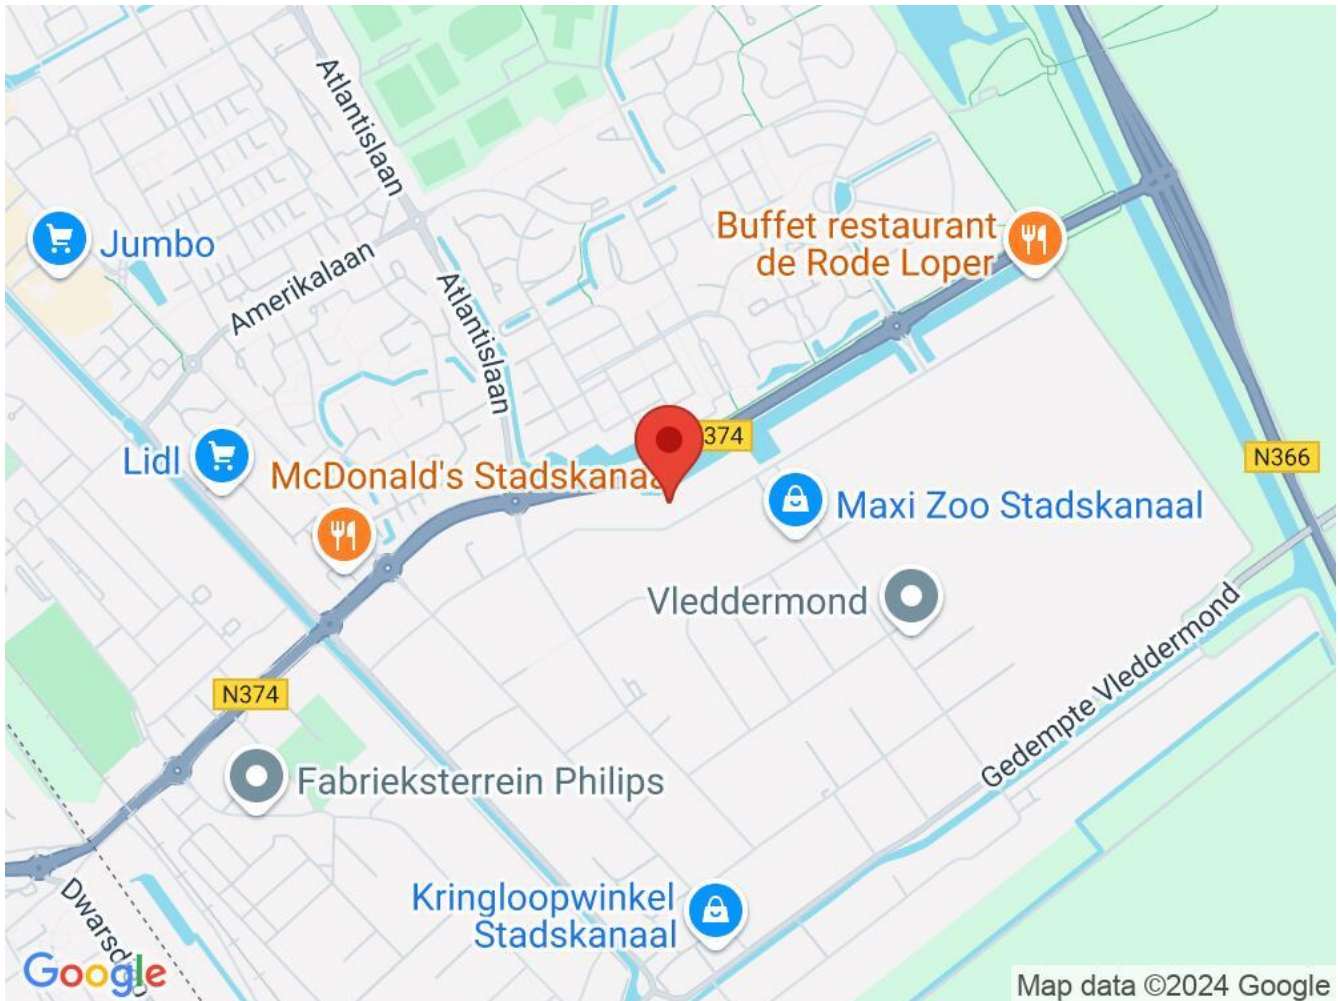 Atlantislaan
Jumbo
Amerikalaan
Buffet restaurant
de Rode Loper
Atlantislaan
374
N366
Lidl
McDonald's Stadskanaa
Maxi Zoo Stadskanaal
Vleddermond
Gedempte Vleddermond
N374
Fabrieksterrein Philips
Kringloopwinkel
Stadskanaal
Google
Map data ©2024 Google